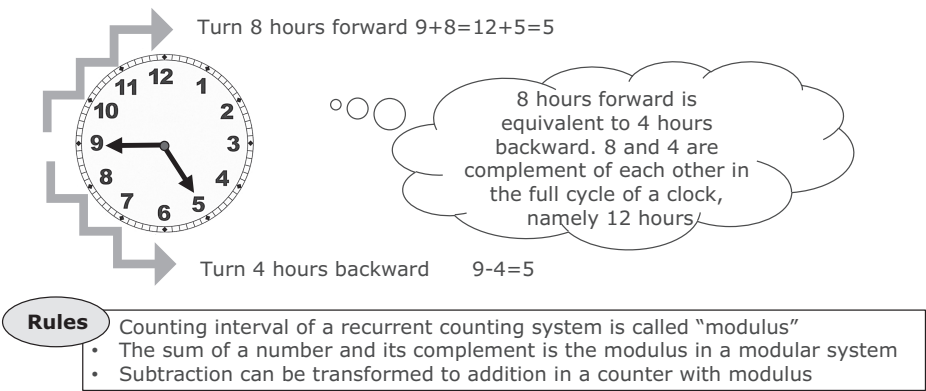 Turn 8 hours forward 9+8=12+5=5
12
11
1
10
2
9
3
8
4
7
5
6
8 hours forward is
equivalent to 4 hours
backward. 8 and 4 are
complement of each other in
the full cycle of a clock,
namely 12 hours
Turn 4 hours backward 9-4=5
Rules
Counting interval of a recurrent counting system is called “modulus”
• The sum of a number and its complement is the modulus in a modular system
• Subtraction can be transformed to addition in a counter with modulus